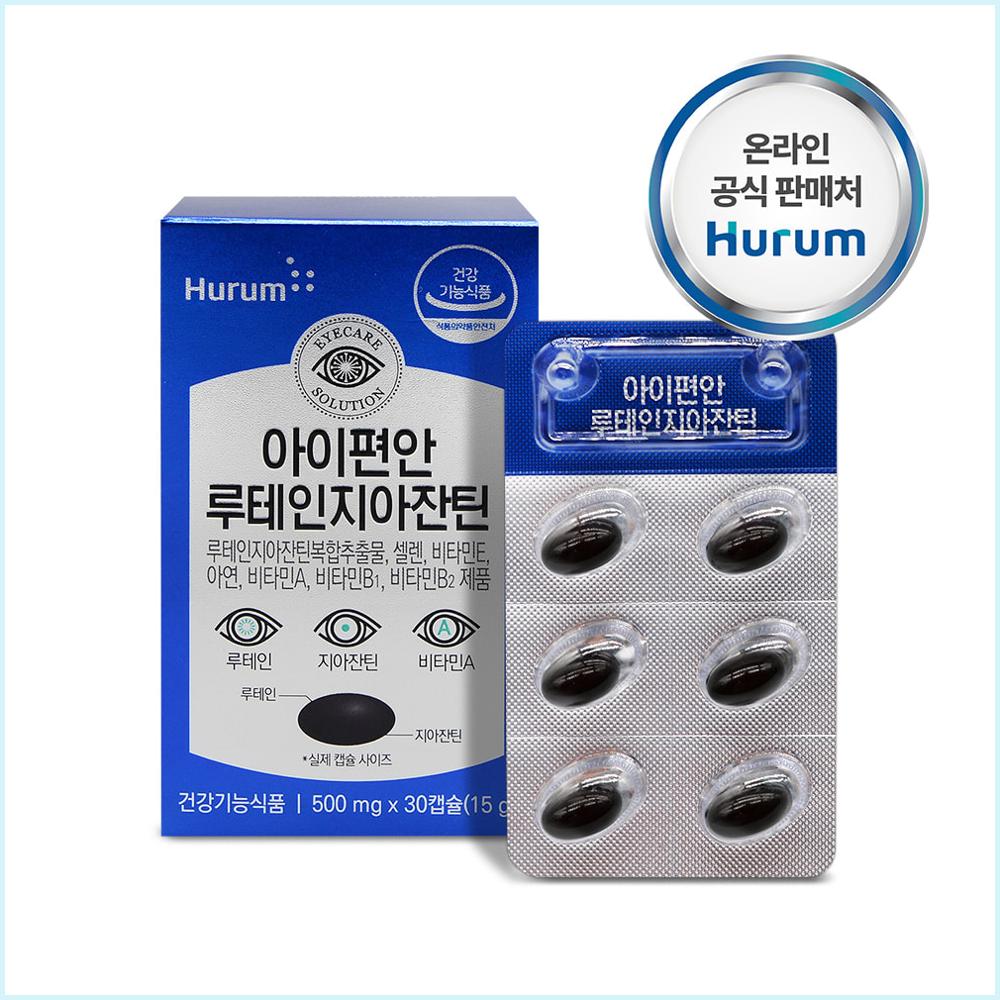 온라인
공식 판매처
Hurum
Hurum
건강
기능식품
식품의약품안전처
EYECARE
SOLUTION
아이편안
루테인지아잔틴
루테인지아잔틴복합추출물, 셀렌, 비타민E,
아연, 비타민A, 비타민B1, 비타민B2 제품
A
루테인
지아잔틴
비타민A
루테인
지아잔틴
*실제 캡슐 사이즈
건강기능식품 | 500 mg x 30캡슐(15 g
아이편안
루테인지아잔틴